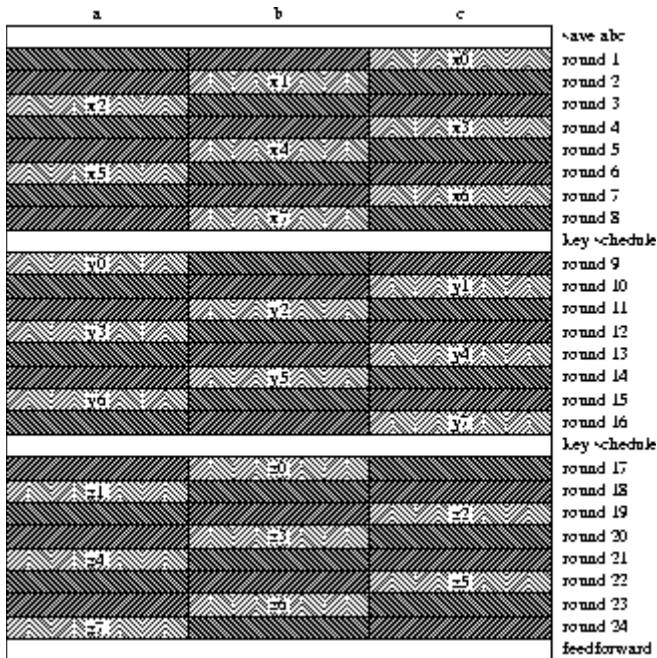 a b c
save abc
x0 round 1
x1 round 2
x2 round 3
x3 round 4
x4 round 5
x5 round 6
x6 round 7
x7 round 8
key schedule
y0 round 9
y1 round 10
y2 round 11
y3 round 12
y4 round 13
y5 round 14
y6 round 15
y7 round 16
key schedule
z0 round 17
z1 round 18
z2 round 19
z3 round 20
z4 round 21
z5 round 22
z6 round 23
z7 round 24
feedforward